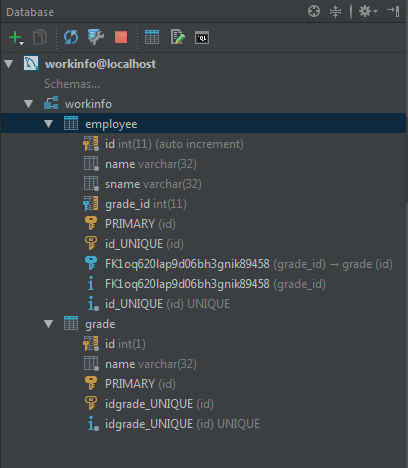 Database
QL
workinfo@localhost
Schemas...
workinfo
employee
id int(11) (auto increment)
name varchar(32)
sname varchar(32)
grade_id int(11)
PRIMARY (id)
id_UNIQUE (id)
FK1oq620lap9d06bh3gnik89458 (grade_id) → grade (id)
FK1oq620lap9d06bh3gnik89458 (grade_id)
id_UNIQUE (id) UNIQUE
grade
id int(1)
name varchar(32)
PRIMARY (id)
idgrade_UNIQUE (id)
idgrade_UNIQUE (id) UNIQUE